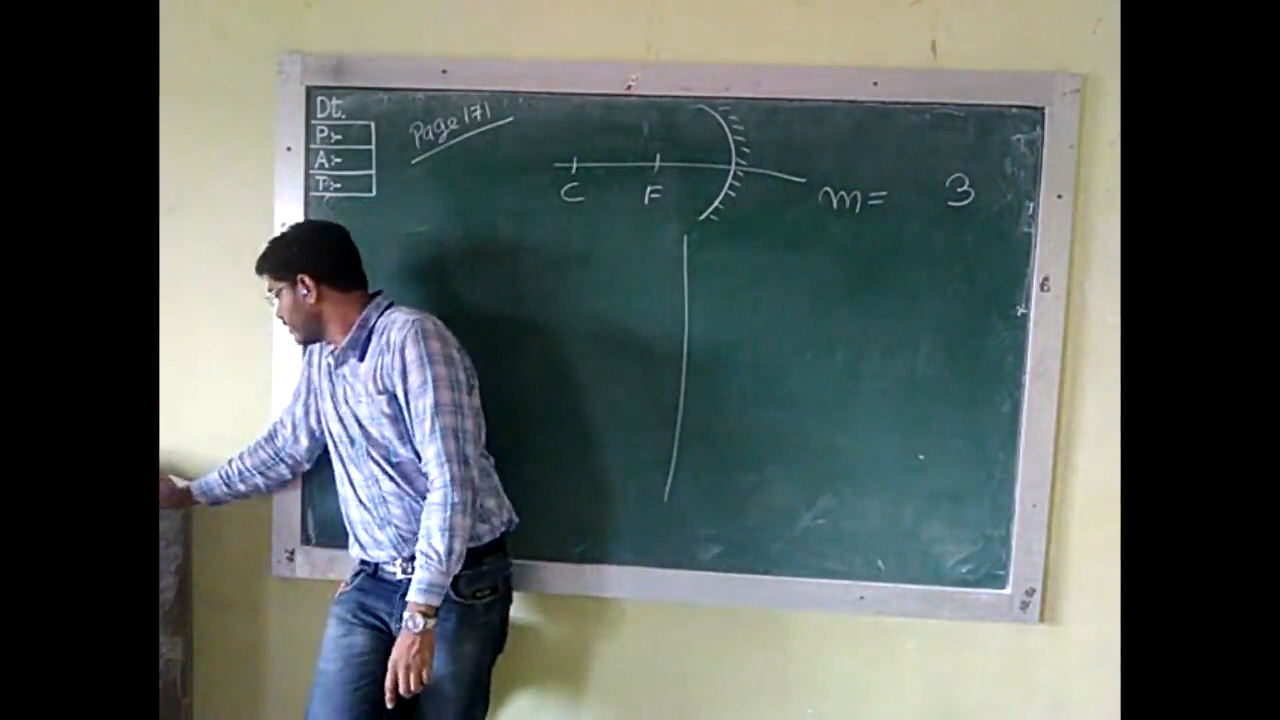 Dt.
P:-
A:-
T:-
Page 171
C F
m= 3